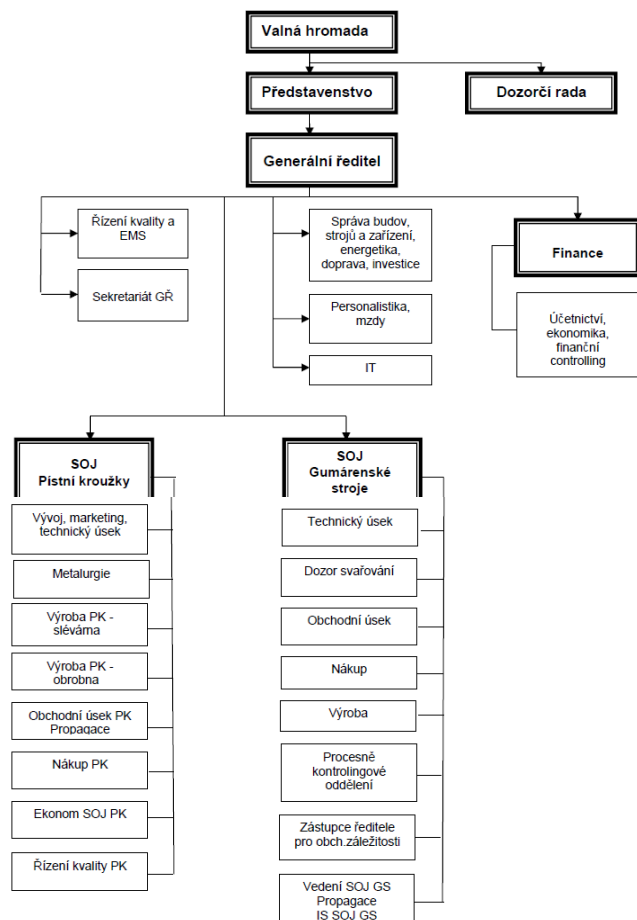 Valná hromada
Představenstvo
Dozorčí rada
Generální ředitel
Řízení kvality a
EMS
Sekretariát GŘ
Správa budov,
strojů a zařízení,
energetika,
doprava, investice
Personalistika,
mzdy
IT
Finance
Účetnictví,
ekonomika,
finanční
controlling
SOJ
Pístní kroužky
Vývoj, marketing,
technický úsek
Metalurgie
Výroba PK -
slévárna
Výroba PK -
obrobna
Obchodní úsek PK
Propagace
Nákup PK
Ekonom SOJ PK
Řízení kvality PK
SOJ
Gumárenské
stroje
Technický úsek
Dozor svařování
Obchodní úsek
Nákup
Výroba
Procesně
kontrolingové
oddělení
Zástupce ředitele
pro obch.záležitosti
Vedení SOJ GS
Propagace
IS SOJ GS